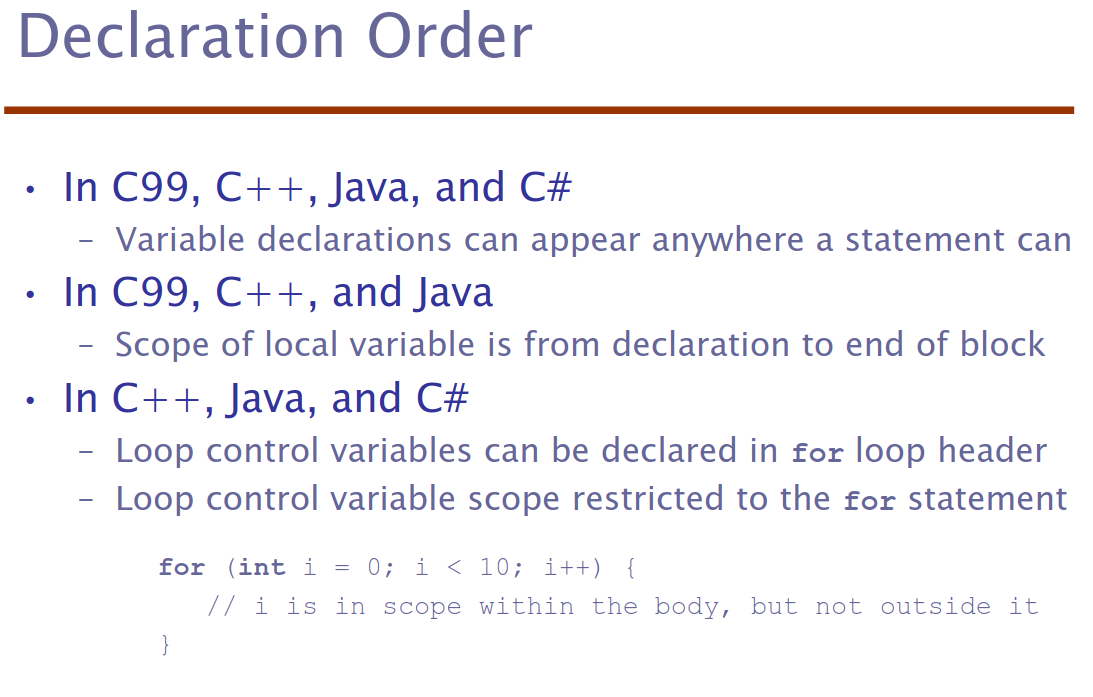 Declaration Order
• In C99, C++, Java, and C#
– Variable declarations can appear anywhere a statement can
• In C99, C++, and Java
– Scope of local variable is from declaration to end of block
• In C++, Java, and C#
– Loop control variables can be declared in for loop header
– Loop control variable scope restricted to the for statement
for (int i = 0; i < 10; i++) {
// i is in scope within the body, but not outside it
}